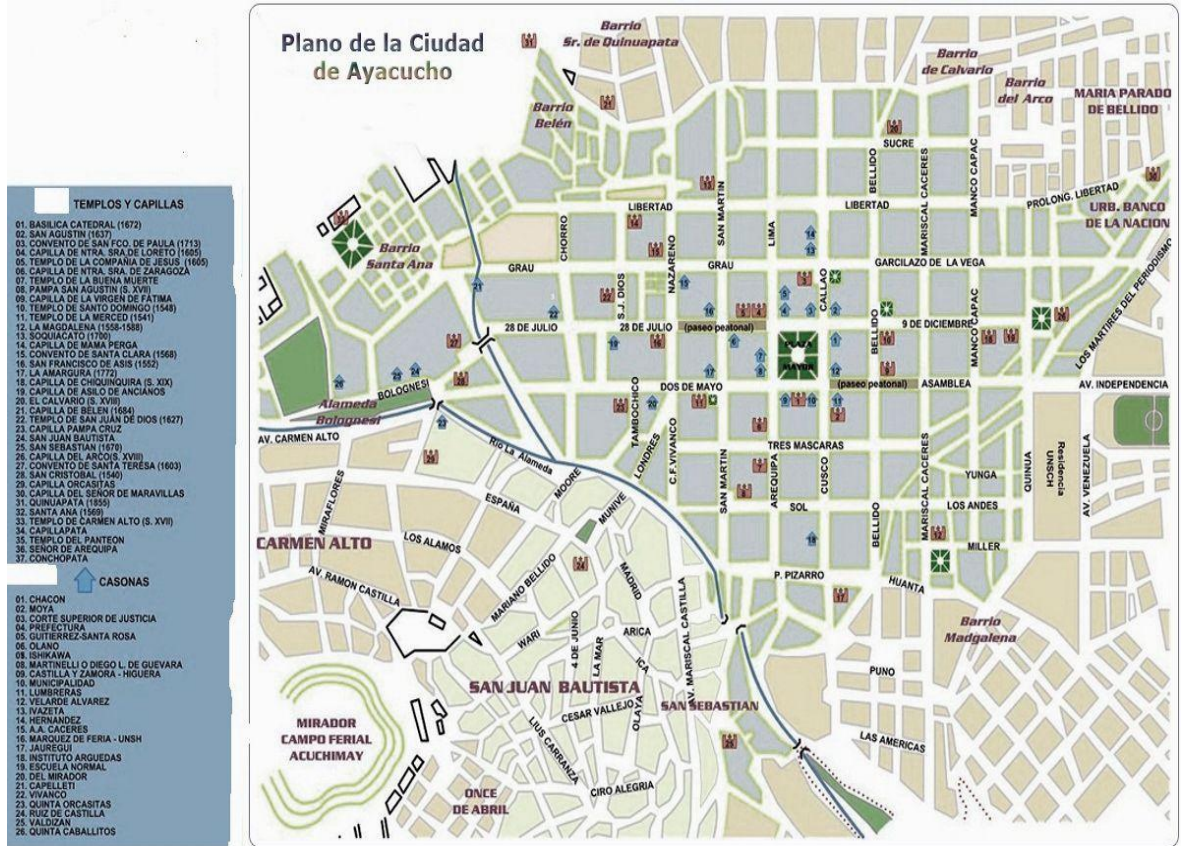 Plano de la Ciudad
de Ayacucho
TEMPLOS Y CAPILLAS
01. BASILICA CATEDRAL (1672)
02. SAN AGUSTIN (1637)
03. CONVENTO DE SAN FCO. DE PAULA (1713)
04. CAPILLA DE NTRA. SRA.DE LORETO (1605)
05. TEMPLO DE LA COMPAÑIA DE JESUS (1605)
06. CAPILLA DE NTRA. SRA. DE ZARAGOZA
07. TEMPLO DE LA BUENA MUERTE
08. PAMPA SAN AGUSTIN (S. XVII)
09. CAPILLA DE LA VIRGEN DE FATIMA
10. TEMPLO DE SANTO DOMINGO (1548)
11. TEMPLO DE LA MERCED (1541)
12. LA MAGDALENA (1558-1588)
13. SOQUIACATO (1700)
14. CAPILLA DE MAMA PERGA
15. CONVENTO DE SANTA CLARA (1568)
16. SAN FRANCISCO DE ASIS (1552)
17. LA AMARGURA (1772)
18. CAPILLA DE CHIQUINQUIRA (S. XIX)
19. CAPILLA DE ASILO DE ANCIANOS
20. EL CALVARIO (S. XVIII)
21. CAPILLA DE BELEN (1684)
22. TEMPLO DE SAN JUAN DE DIOS (1627)
23. CAPILLA PAMPA CRUZ
24. SAN JUAN BAUTISTA
25. SAN SEBASTIAN (1670)
26. CAPILLA DEL ARCO(S. XVIII)
27. CONVENTO DE SANTA TERESA (1603)
28. SAN CRISTOBAL (1540)
29. CAPILLA ORCASITAS
30. CAPILLA DEL SEÑOR DE MARAVILLAS
31. QUINUAPATA (1855)
32. SANTA ANA (1569)
33. TEMPLO DE CARMEN ALTO (S. XVII)
34. CAPILLAPATA
35. TEMPLO DEL PANTEON
36. SEÑOR DE AREQUIPA
37. CONCHOPATA
CASONAS
01. CHACON
02. MOYA
03. CORTE SUPERIOR DE JUSTICIA
04. PREFECTURA
05. GUITIERREZ-SANTA ROSA
06. OLANO
08. ISHIKAWA
08. MARTINELLI O DIEGO L. DE GUEVARA
09. CASTILLA Y ZAMORA - HIGUERA
10. MUNICIPALIDAD
11. LUMBRERAS
12. VELARDE ALVAREZ
13. IVAZETA
14. HERNANDEZ
15. A.A. CACERES
16. MARQUEZ DE FERIA - UNSH
17. JAUREGUI
18. INSTITUTO ARGUEDAS
19. ESCUELA NORMAL
20. DEL MIRADOR
21. CAPELLETI
22. VIVANCO
23. QUINTA ORCASITAS
24. RUIZ DE CASTILLA
25. VALDIZAN
26. QUINTA CABALLITOS
Barrio
Sr. de Quinuapata
Barrio
de Calvario
Barrio
del Arco
MARIA PARADO
DE BELLIDO
Barrio
Belén
SUCRE
BELLIDO
MARISCAL CACERES
MANCO CAPAC
PROLONG. LIBERTAD
URB. BANCO
DE LA NACION
LIBERTAD
LIBERTAD
SAN MARTIN
LIMA
CHORRO
NAZARENO
Barrio
Santa Ana
GRAU
GRAU
GARCILAZO DE LA VEGA
CALLAO
S.J. DIOS
LOS MARTIRES DEL PERIODISMO
28 DE JULIO
28 DE JULIO
(paseo peatonal)
9 DE DICIEMBRE
BELLIDO
MANCO CAPAC
PLAZA
MAYOR
BOLOGNESI
DOS DE MAYO
(paseo peatonal)
ASAMBLEA
AV. INDEPENDENCIA
Alameda
Bolognesi
AV. CARMEN ALTO
Río La Alameda
TAMBOCHICO
LONDRES
C.F.VIVANCO
TRES MASCARAS
SAN MARTIN
AREQUIPA
CUSCO
MARISCAL CACERES
YUNGA
QUINUA
Residencia
UNSCH
AV. VENEZUELA
MIRAFLORES
ESPAÑA
MOORE
MUNIVE
SOL
BELLIDO
LOS ANDES
MILLER
CARMEN ALTO
LOS ALAMOS
AV. RAMON CASTILLA
MARIANO BELLIDO
MADRID
P. PIZARRO
HUANTA
WARI
4 DE JUNIO
LA MAR
ARICA
ICA
AV. MARISCAL CASTILLA
Barrio
Madgalena
PUNO
SAN JUAN BAUTISTA
CESAR VALLEJO
OLAYA
SAN SEBASTIAN
LAS AMERICAS
MIRADOR
CAMPO FERIAL
ACUCHIMAY
LIUS CARRANZA
CIRO ALEGRIA
ONCE
DE ABRIL